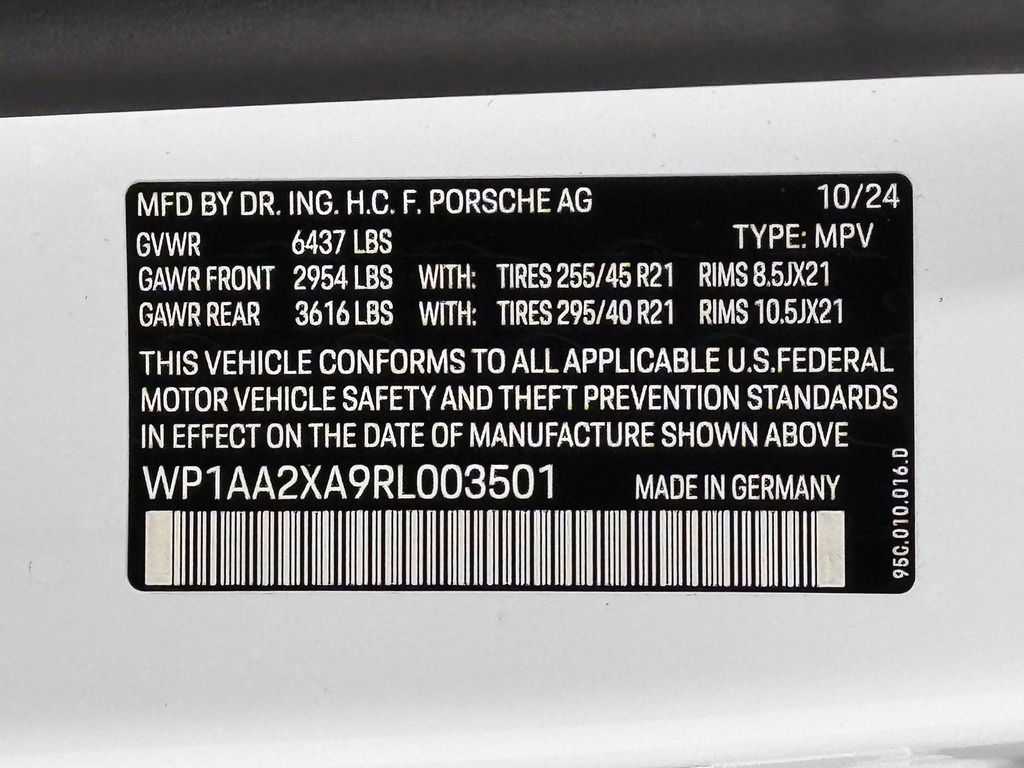 MFD BY DR. ING. H.C. F. PORSCHE AG 10/24
GVWR 6437 LBS TYPE: MPV
GAWR FRONT 2954 LBS WITH: TIRES 255/45 R21 RIMS 8.5JX21
GAWR REAR 3616 LBS WITH: TIRES 295/40 R21 RIMS 10.5JX21
THIS VEHICLE CONFORMS TO ALL APPLICABLE U.S.FEDERAL
MOTOR VEHICLE SAFETY AND THEFT PREVENTION STANDARDS
IN EFFECT ON THE DATE OF MANUFACTURE SHOWN ABOVE
WP1AA2XA9RL003501 MADE IN GERMANY
95C.010.016.D